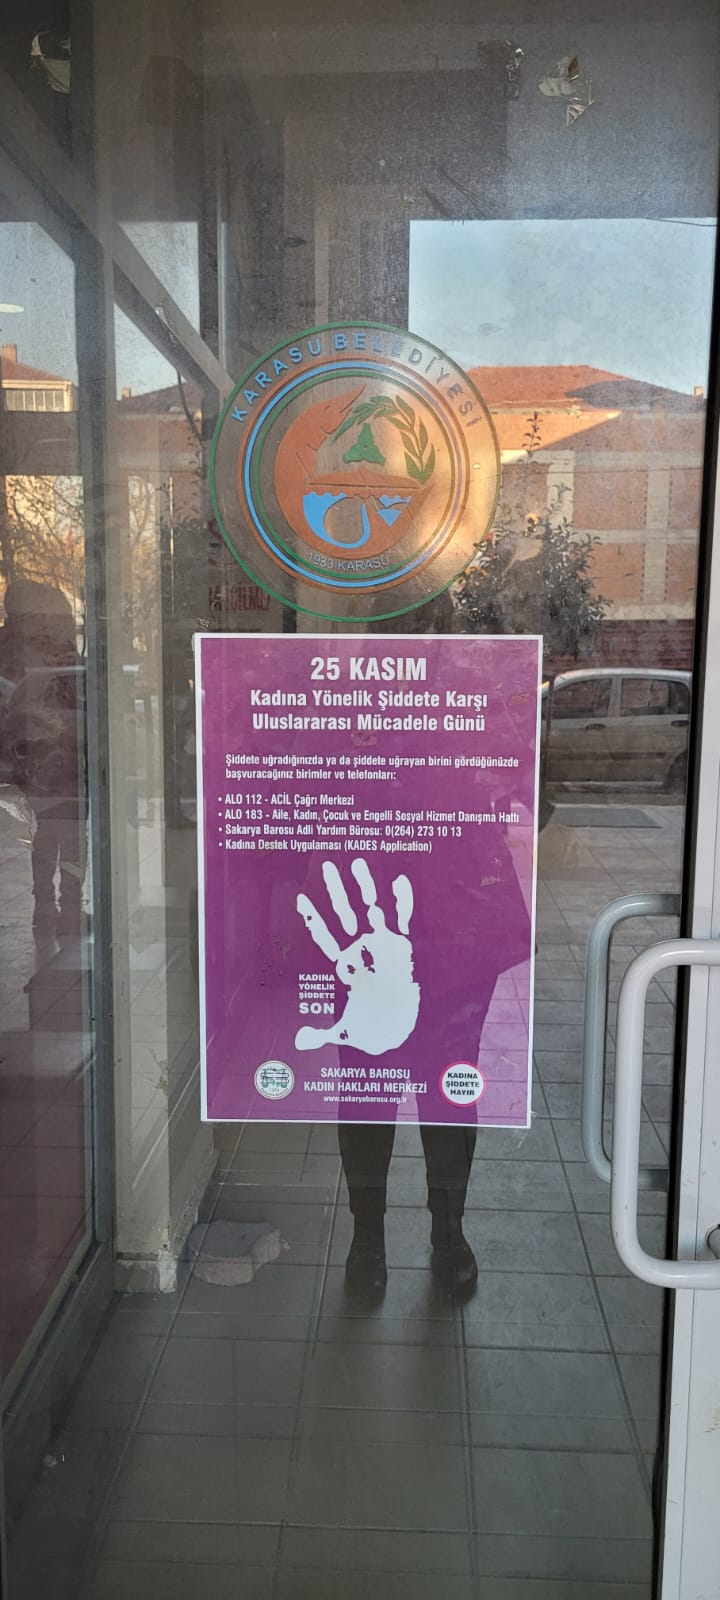 KARASU BELEDİYESİ
1933 KARASU
25 KASIM
Kadına Yönelik Şiddete Karşı
Uluslararası Mücadele Günü
Şiddete uğradığınızda ya da şiddete uğrayan birini gördüğünüzde
başvuracağınız birimler ve telefonları:
• ALO 112 - ACİL Çağrı Merkezi
• ALO 183 - Aile, Kadın, Çocuk ve Engelli Sosyal Hizmet Danışma Hattı
• Sakarya Barosu Adli Yardım Bürosu: 0(264) 273 10 13
• Kadına Destek Uygulaması (KADES Application)
KADINA
YÖNELİK
ŞİDDETE
SON
SAKARYA BAROSU
KADIN HAKLARI MERKEZİ
www.sakaryabarosu.org.tr
KADINA
ŞİDDETE
HAYIR